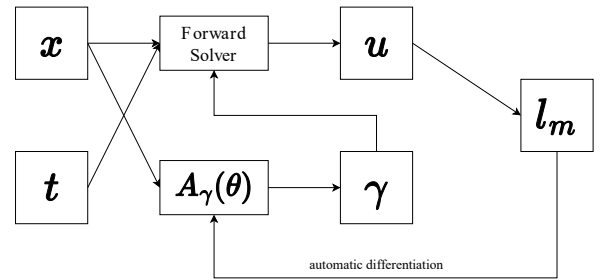 x
Forward
Solver
u
l_m
t
A_γ(θ)
γ
automatic differentiation